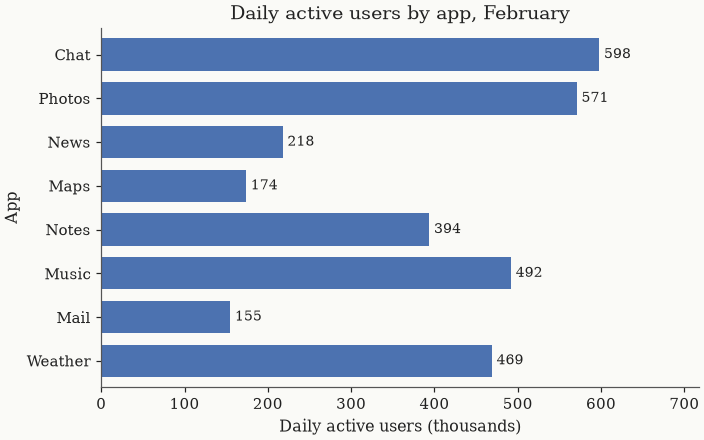 Daily active users by app, February
Chat 598
Photos 571
News 218
Maps 174
Notes 394
Music 492
Mail 155
Weather 469
App
0 100 200 300 400 500 600 700
Daily active users (thousands)